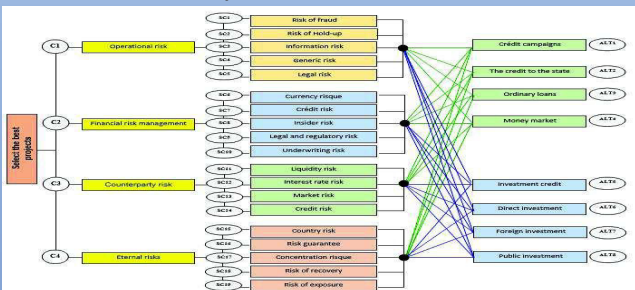 Select the best
projects
C1
Operational risk
SC1
Risk of fraud
SC2
Risk of Hold-up
SC3
Information risk
SC4
Generic risk
SC5
Legal risk
C2
Financial risk management
SC6
Currency risque
SC7
Crédit risk
SC8
Insider risk
SC9
Legal and regulatory risk
SC10
Underwriting risk
C3
Counterparty risk
SC11
Liquidity risk
SC12
Interest rate risk
SC13
Market risk
SC14
Credit risk
C4
Eternal risks
SC15
Country risk
SC16
Risk guarantee
SC17
Concentration risque
SC18
Risk of recovery
SC19
Risk of exposure
Crédit campaigns
ALT1
The credit to the state
ALT2
Ordinary loans
ALT3
Money market
ALT4
Investment credit
ALT5
Direct investment
ALT6
Foreign investment
ALT7
Public investment
ALT8